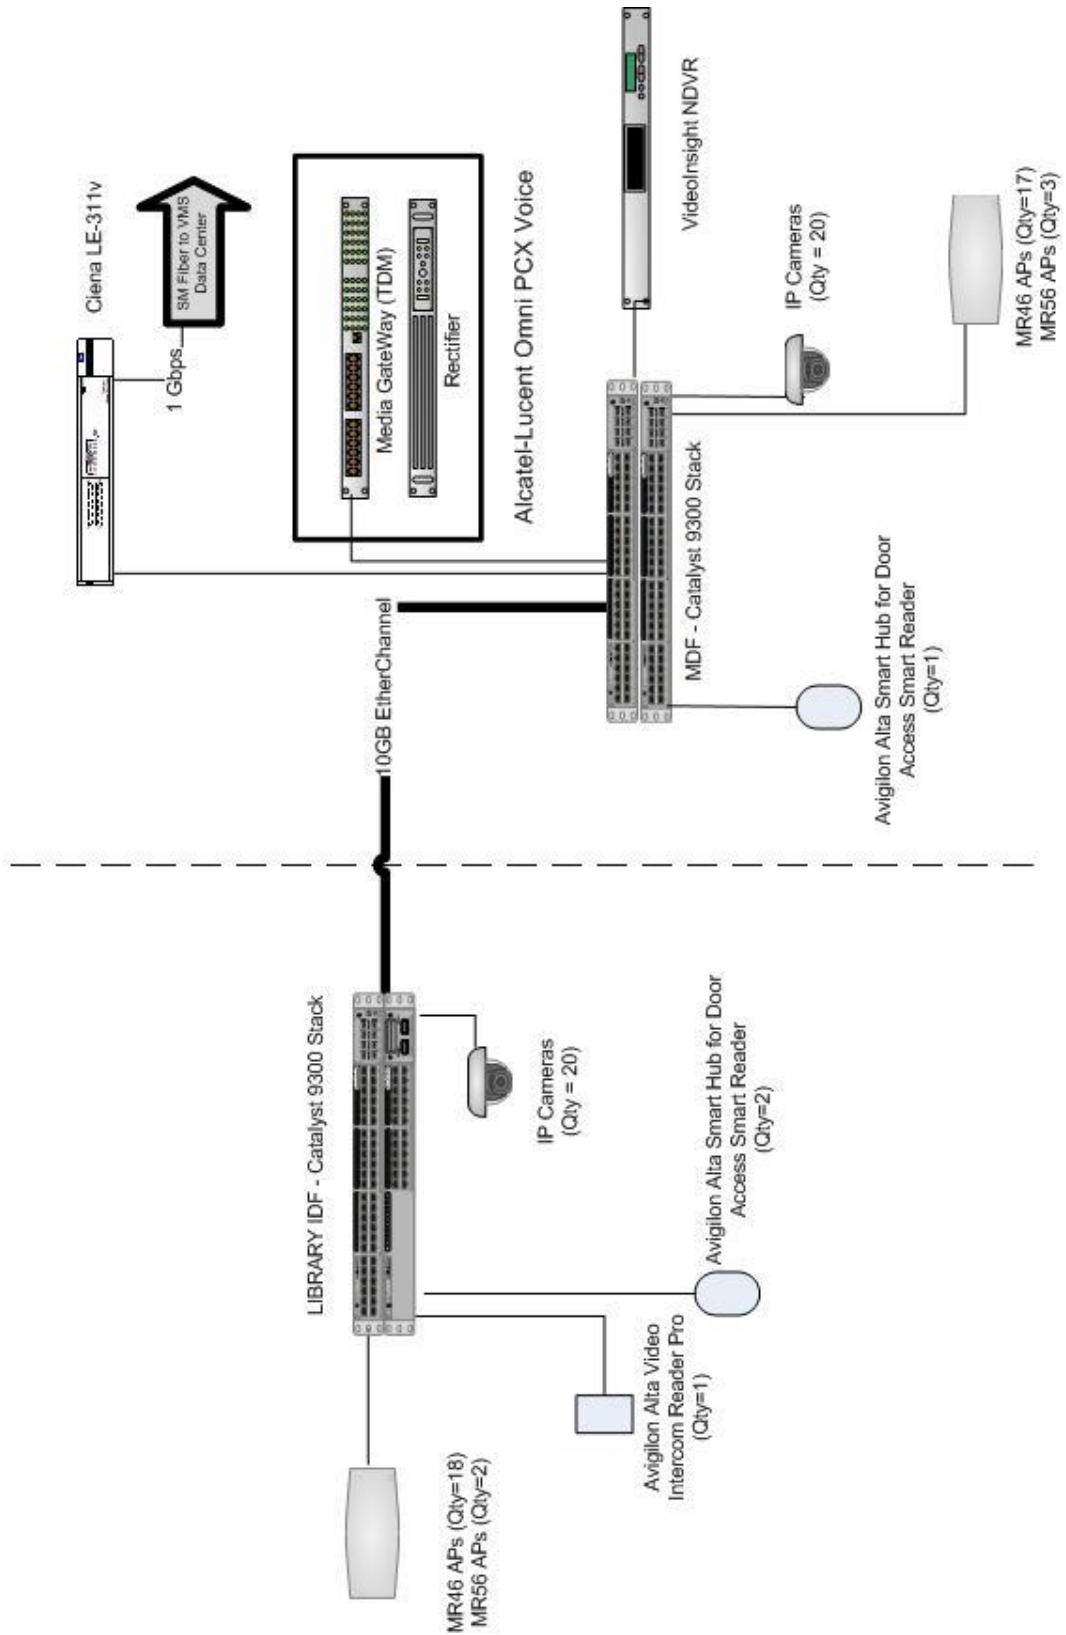 Ciena LE-311v
1 Gbps
SM Fiber to VMS
Data Center
Media GateWay (TDM)
Rectifier
Alcatel-Lucent Omni PCX Voice
VideoInsight NDVR
10GB EtherChannel
MDF - Catalyst 9300 Stack
IP Cameras
(Qty = 20)
MR46 APs (Qty=17)
MR56 APs (Qty=3)
Avigilon Alta Smart Hub for Door
Access Smart Reader
(Qty=1)
LIBRARY IDF - Catalyst 9300 Stack
IP Cameras
(Qty = 20)
Avigilon Alta Smart Hub for Door
Access Smart Reader
(Qty=2)
Avigilon Alta Video
Intercom Reader Pro
(Qty=1)
MR46 APs (Qty=18)
MR56 APs (Qty=2)